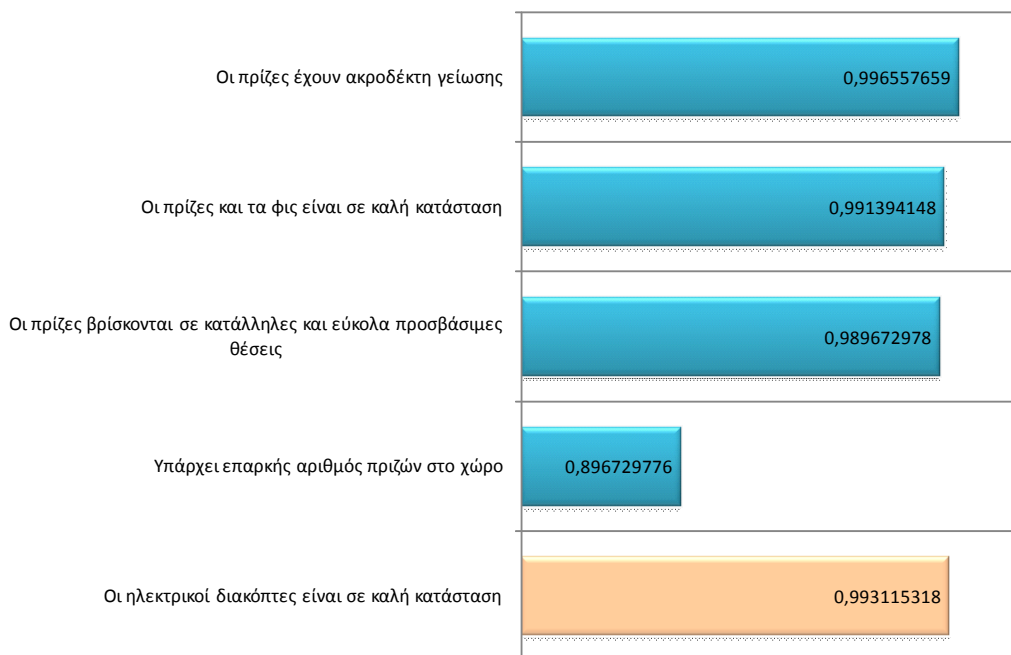 Οι πρίζες έχουν ακροδέκτη γείωσης
0,996557659
Οι πρίζες και τα φις είναι σε καλή κατάσταση
0,991394148
Οι πρίζες βρίσκονται σε κατάλληλες και εύκολα προσβάσιμες
θέσεις
0,989672978
Υπάρχει επαρκής αριθμός πριζών στο χώρο
0,896729776
Οι ηλεκτρικοί διακόπτες είναι σε καλή κατάσταση
0,993115318